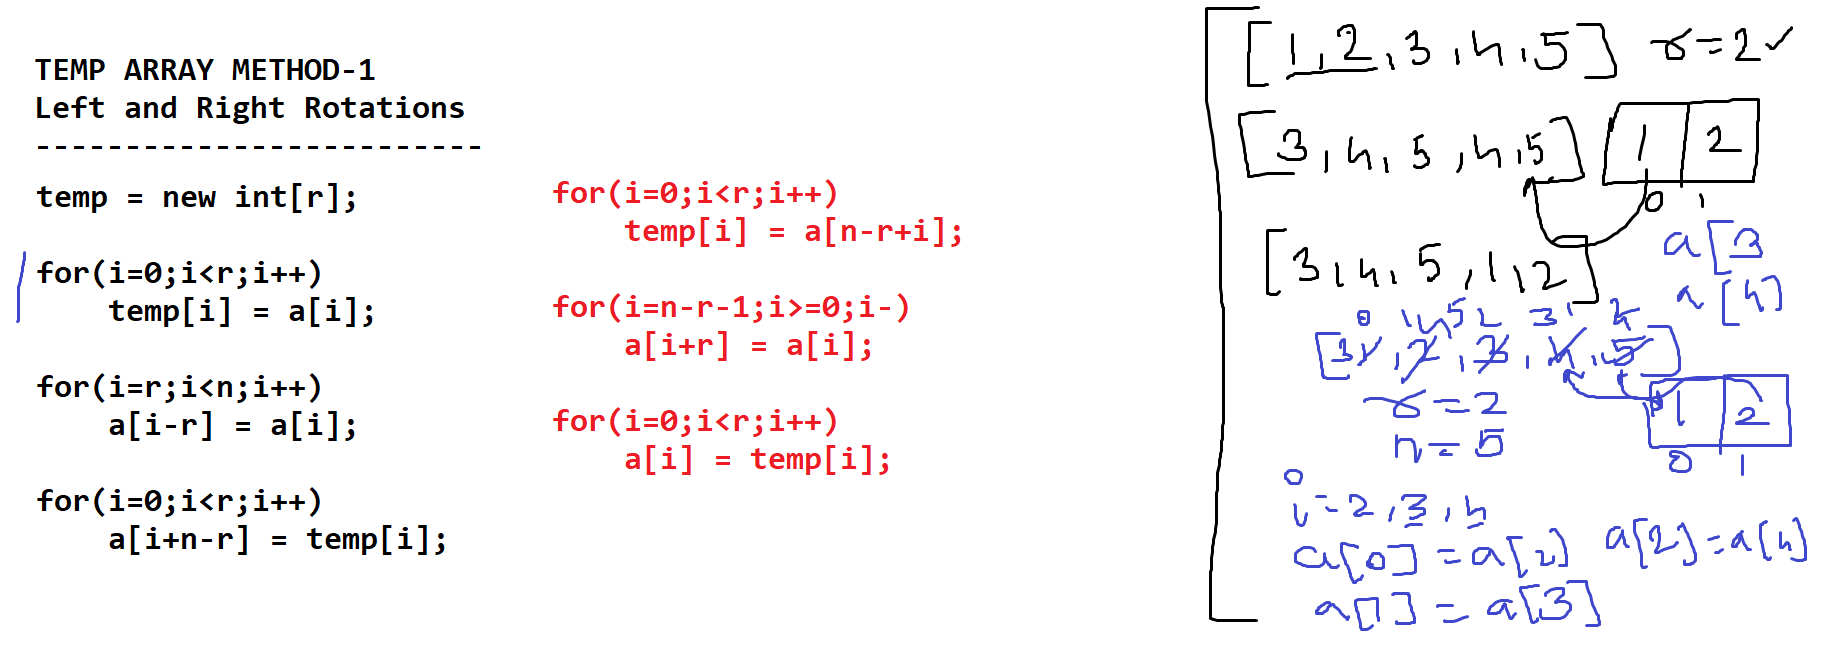 TEMP ARRAY METHOD-1
Left and Right Rotations
-------------------------
temp = new int[r];
for(i=0;i<r;i++)
temp[i] = a[i];
for(i=r;i<n;i++)
a[i-r] = a[i];
for(i=0;i<r;i++)
a[i+n-r] = temp[i];
for(i=0;i<r;i++)
temp[i] = a[n-r+i];
for(i=n-r-1;i>=0;i-)
a[i+r] = a[i];
for(i=0;i<r;i++)
a[i] = temp[i];
[1,2,3,4,5] r=2✓
[3,4,5,4,5] 1 2
0 1
[3,4,5,1,2]
a[3
a[4]
0 1 4 5 2 3 1 2
[3 1,2,3,4,5]
r=2
n=5
1 2
0 1
0
i=2,3,4
a[0]=a[2] a[2]=a[4]
a[1]=a[3]